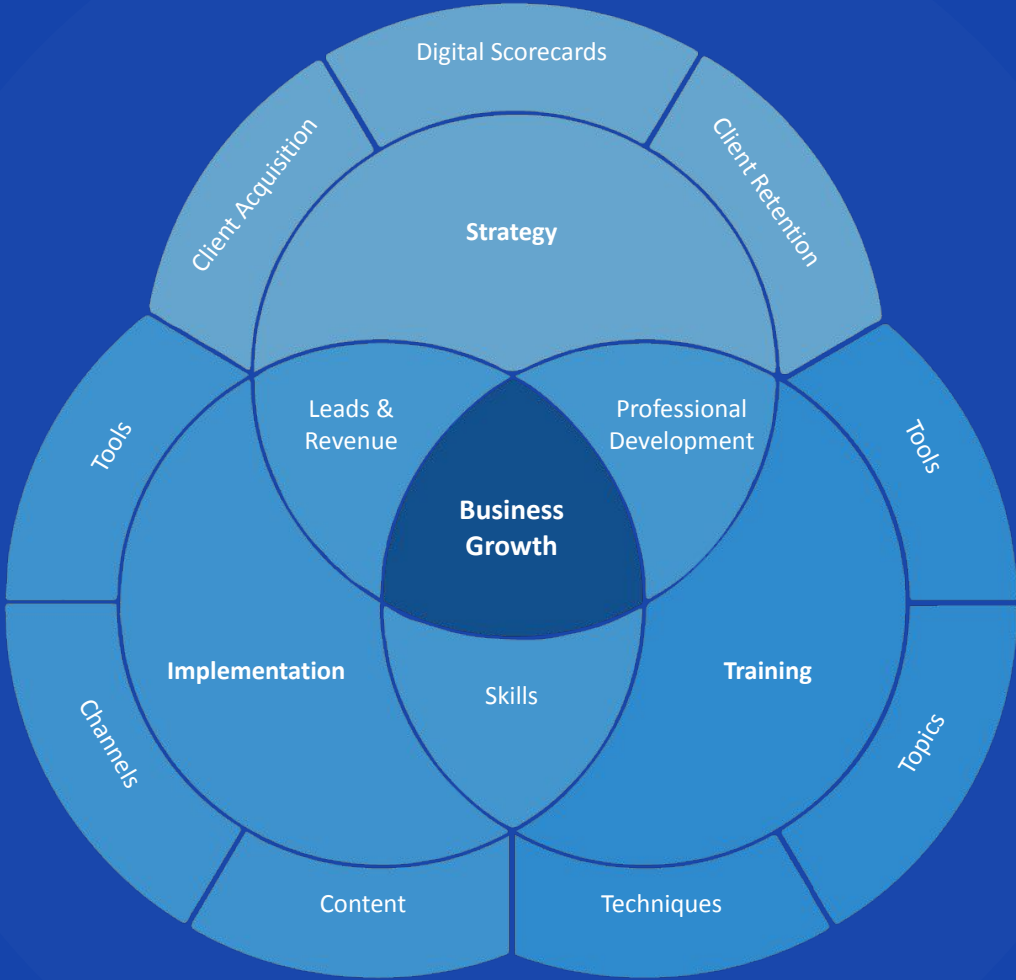 Digital Scorecards
Client Acquisition
Client Retention
Strategy
Leads &
Revenue
Professional
Development
Tools
Tools
Business
Growth
Implementation
Training
Skills
Channels
Topics
Content
Techniques